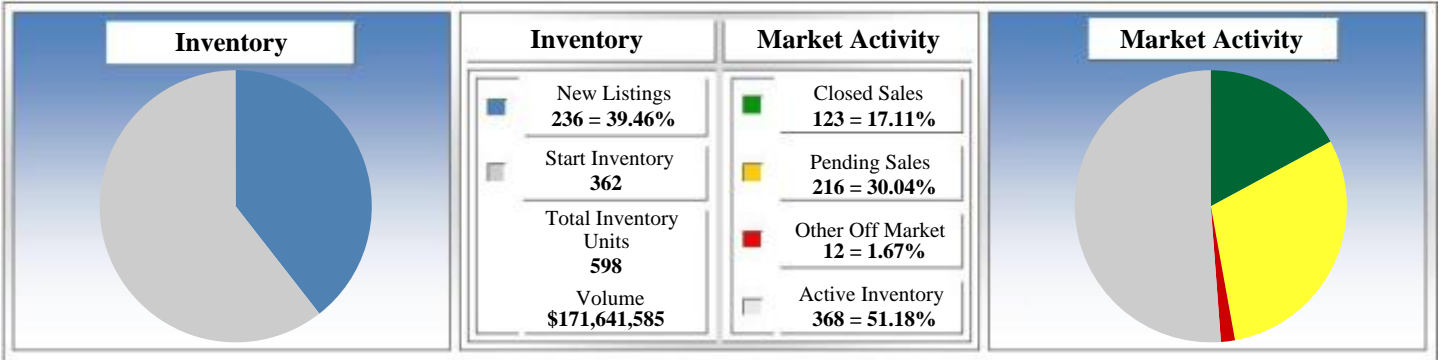 Inventory
Inventory
New Listings
236 = 39.46%
Start Inventory
362
Total Inventory
Units
598
Volume
$171,641,585
Market Activity
Closed Sales
123 = 17.11%
Pending Sales
216 = 30.04%
Other Off Market
12 = 1.67%
Active Inventory
368 = 51.18%
Market Activity